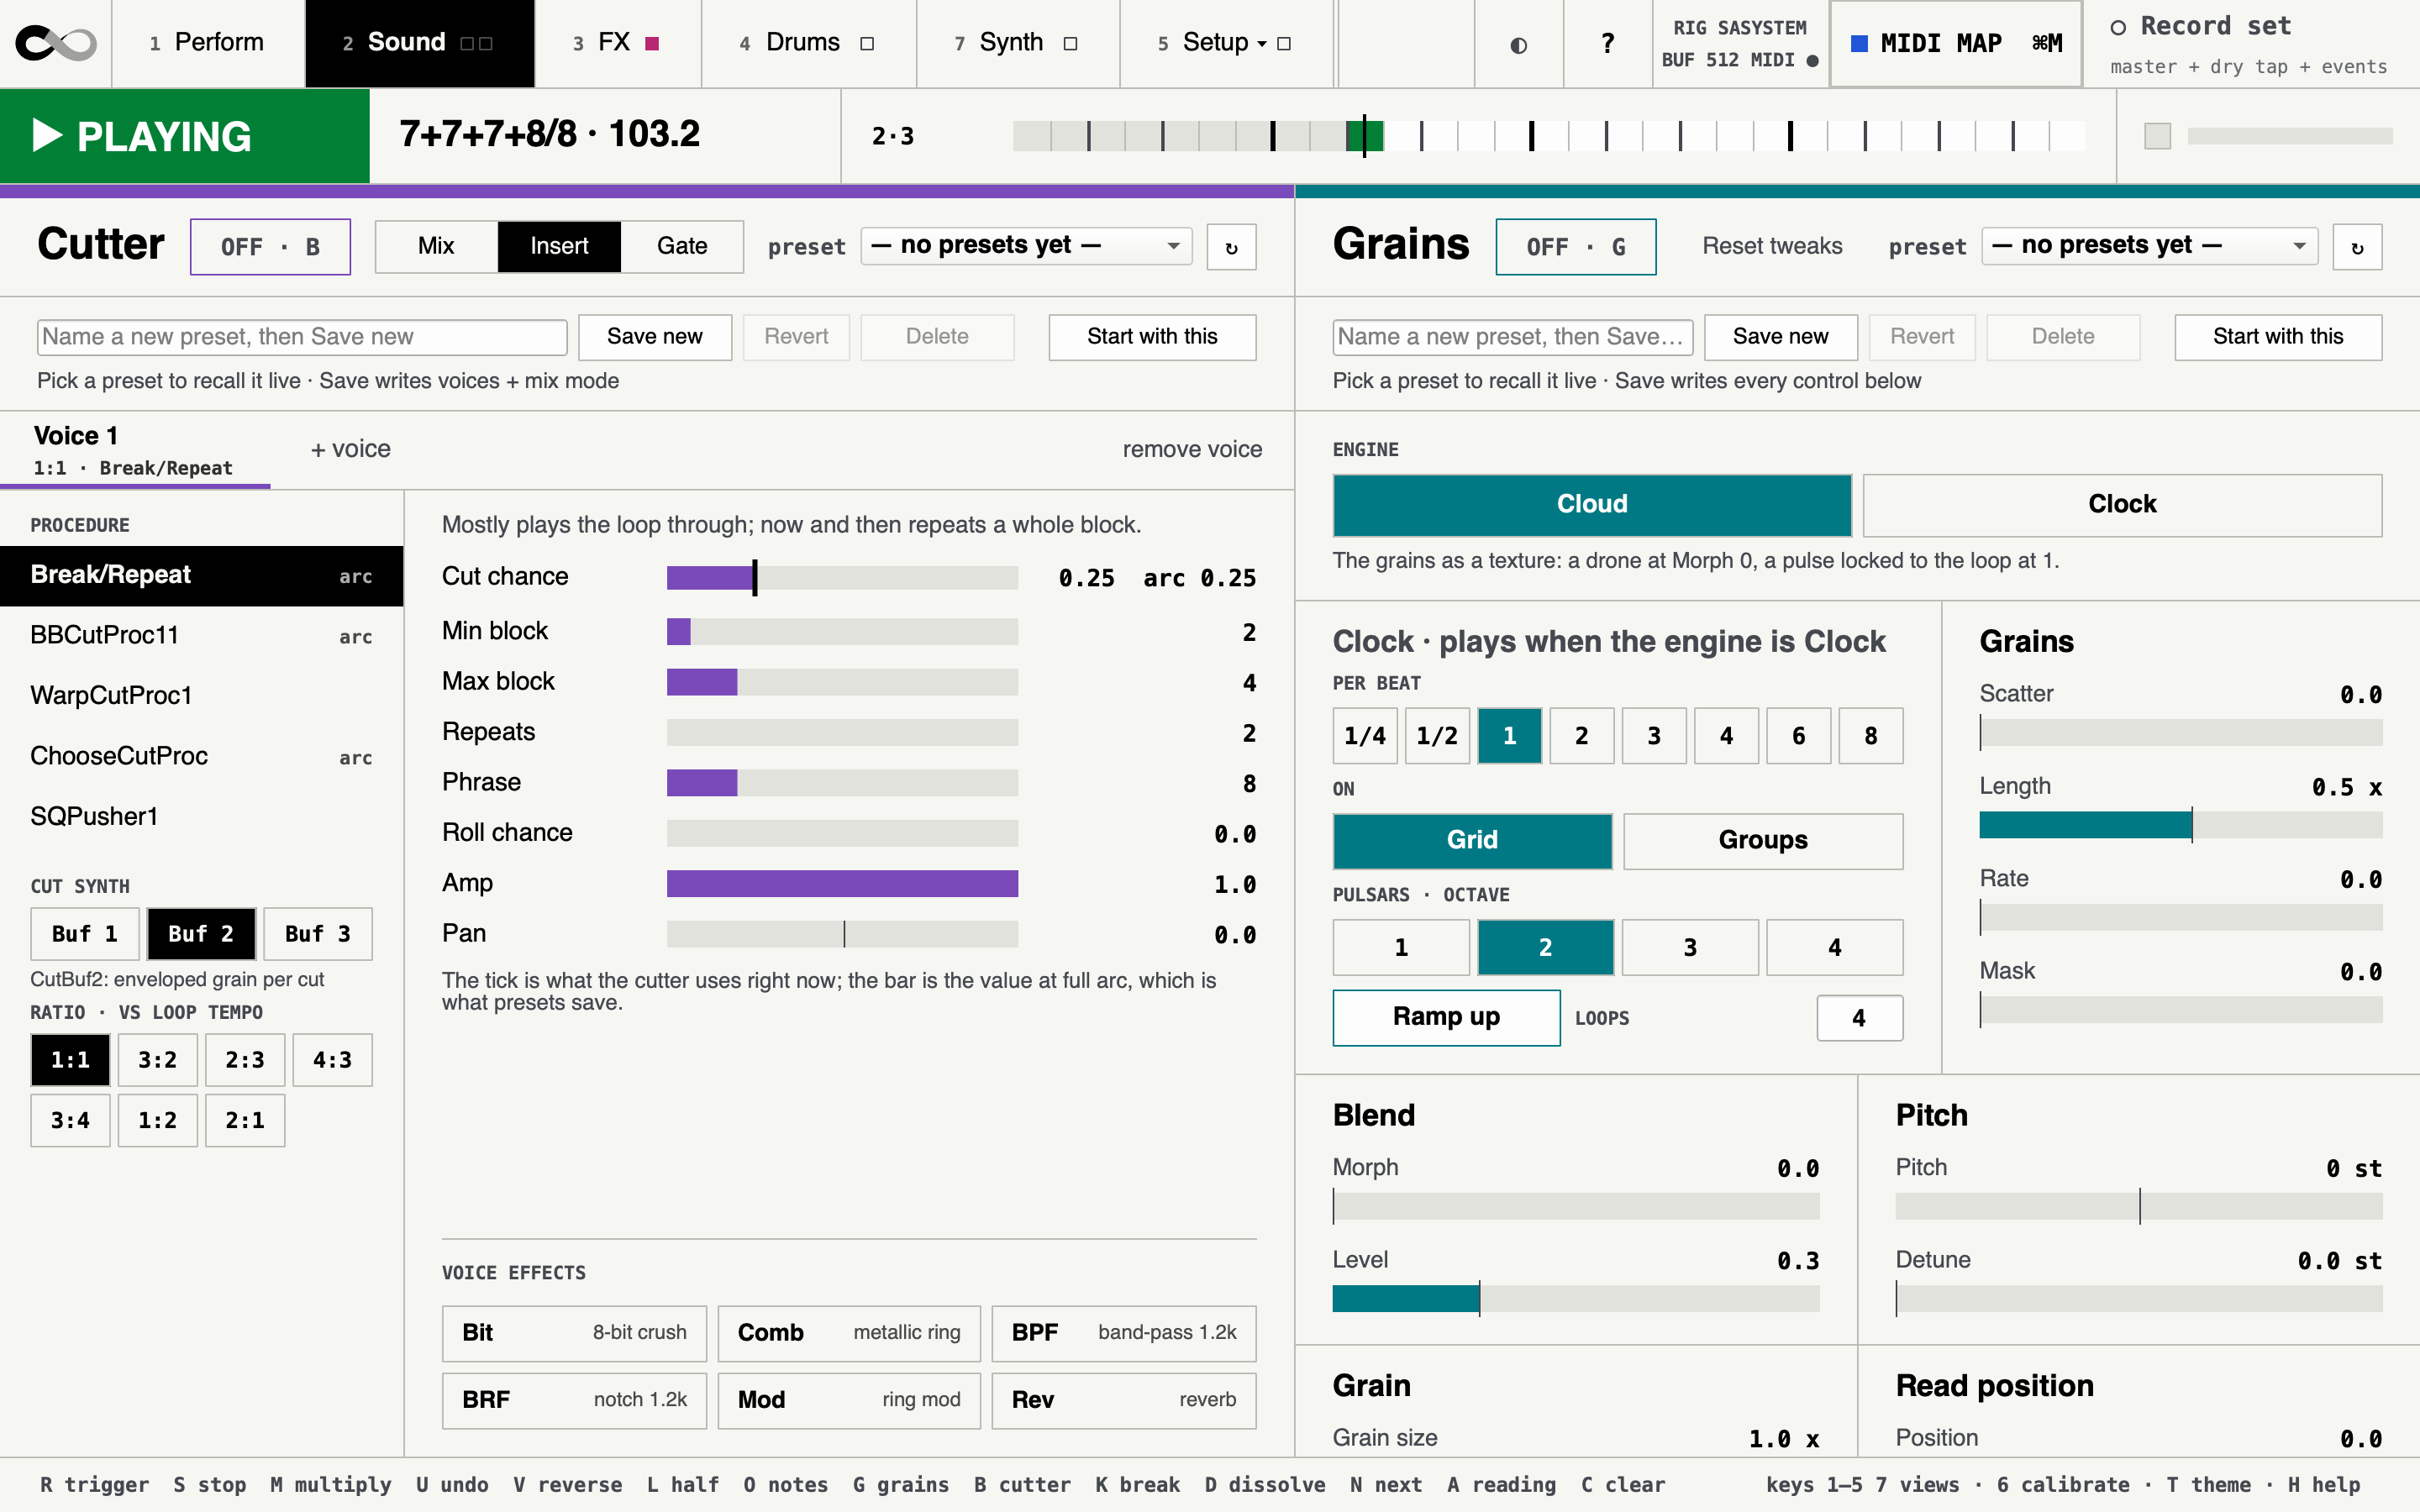 1 Perform
2 Sound
3 FX
4 Drums
7 Synth
5 Setup
?
RIG SASYSTEM
BUF 512 MIDI
MIDI MAP ⌘M
Record set
master + dry tap + events
PLAYING
7+7+7+8/8 · 103.2
2·3
Cutter
OFF · B
Mix
Insert
Gate
preset
— no presets yet —
↻
Name a new preset, then Save new
Save new
Revert
Delete
Start with this
Pick a preset to recall it live · Save writes voices + mix mode
Voice 1
1:1 · Break/Repeat
+ voice
remove voice
PROCEDURE
Break/Repeat arc
BBCutProc11 arc
WarpCutProc1
ChooseCutProc arc
SQPusher1
CUT SYNTH
Buf 1
Buf 2
Buf 3
CutBuf2: enveloped grain per cut
RATIO · VS LOOP TEMPO
1:1
3:2
2:3
4:3
3:4
1:2
2:1
Mostly plays the loop through; now and then repeats a whole block.
Cut chance 0.25 arc 0.25
Min block 2
Max block 4
Repeats 2
Phrase 8
Roll chance 0.0
Amp 1.0
Pan 0.0
The tick is what the cutter uses right now; the bar is the value at full arc, which is
what presets save.
VOICE EFFECTS
Bit 8-bit crush
Comb metallic ring
BPF band-pass 1.2k
BRF notch 1.2k
Mod ring mod
Rev reverb
Grains
OFF · G
Reset tweaks
preset
— no presets yet —
↻
Name a new preset, then Save…
Save new
Revert
Delete
Start with this
Pick a preset to recall it live · Save writes every control below
ENGINE
Cloud
Clock
The grains as a texture: a drone at Morph 0, a pulse locked to the loop at 1.
Clock · plays when the engine is Clock
PER BEAT
1/4
1/2
1
2
3
4
6
8
ON
Grid
Groups
PULSARS · OCTAVE
1
2
3
4
Ramp up
LOOPS
4
Grains
Scatter 0.0
Length 0.5 x
Rate 0.0
Mask 0.0
Blend
Morph 0.0
Level 0.3
Pitch
Pitch 0 st
Detune 0.0 st
Grain
Grain size 1.0 x
Read position
Position 0.0
R trigger S stop M multiply U undo V reverse L half O notes G grains B cutter K break D dissolve N next A reading C clear
keys 1–5 7 views · 6 calibrate · T theme · H help